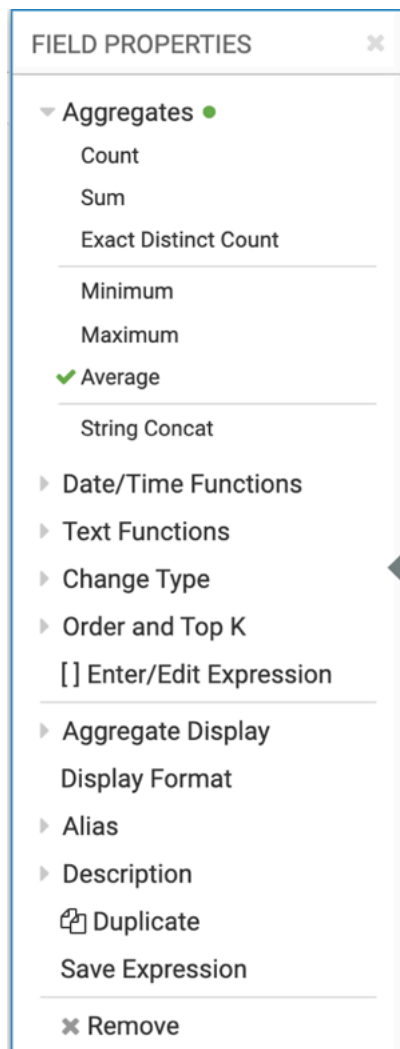 FIELD PROPERTIES
Aggregates
Count
Sum
Exact Distinct Count
Minimum
Maximum
Average
String Concat
Date/Time Functions
Text Functions
Change Type
Order and Top K
[ ] Enter/Edit Expression
Aggregate Display
Display Format
Alias
Description
Duplicate
Save Expression
Remove